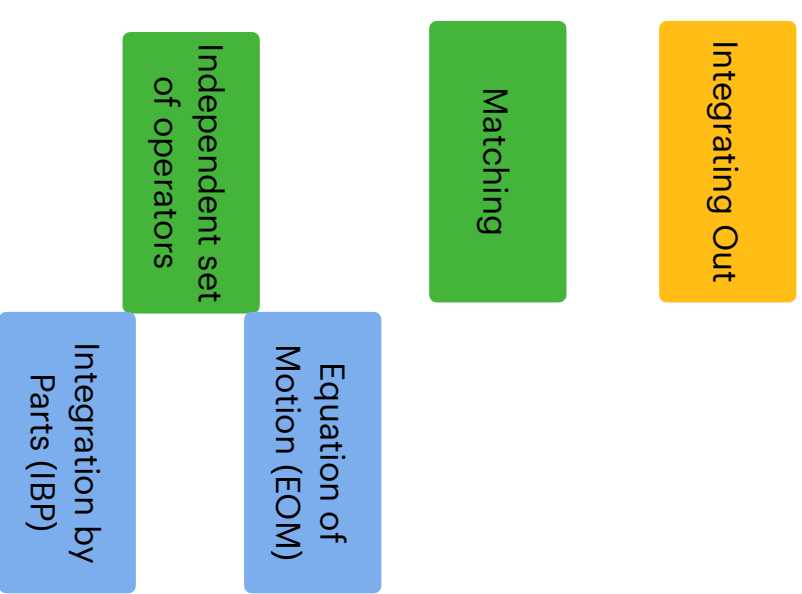 Integrating Out
Matching
Independent set
of operators
Equation of
Motion (EOM)
Integration by
Parts (IBP)